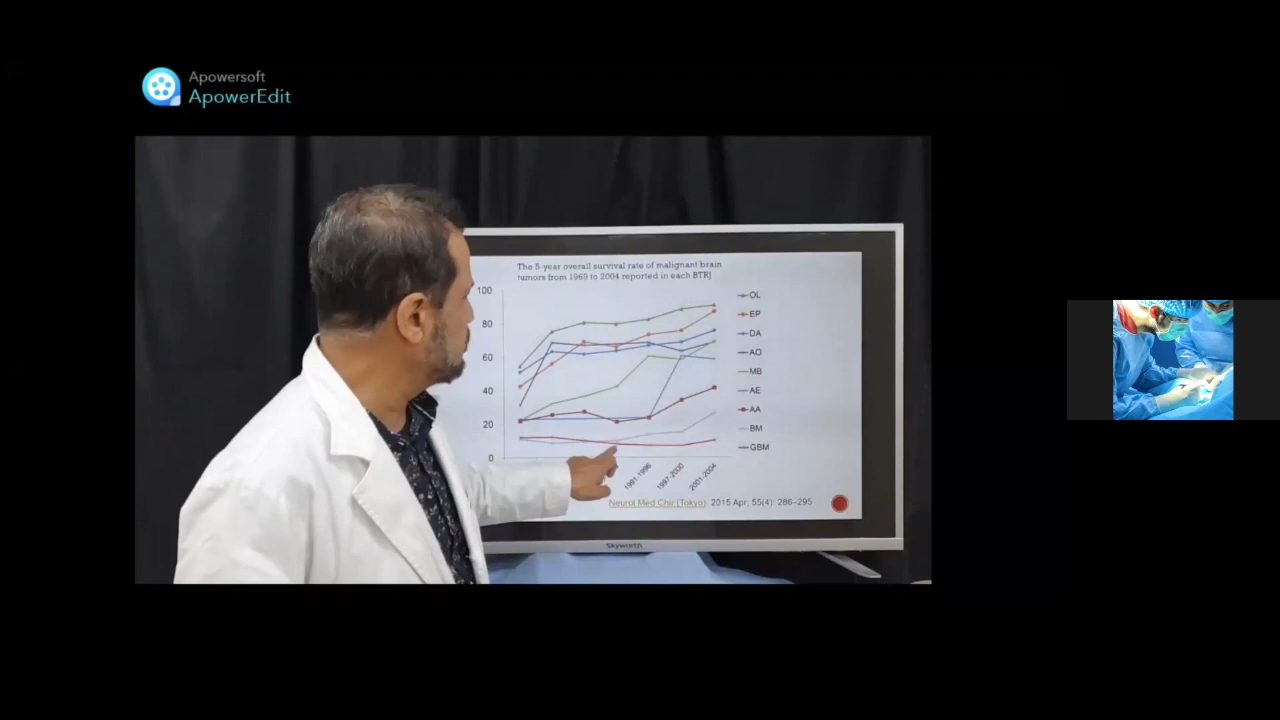 Apowersoft
ApowerEdit
The 5-year overall survival rate of malignant brain
tumors from 1969 to 2004 reported in each BTRJ
100
80
60
40
20
0
OL
EP
DA
AO
MB
AE
AA
BM
GBM
1991-1996
1997-2000
2001-2004
Neurol Med Chir (Tokyo). 2015 Apr; 55(4): 286–295
Skyworth